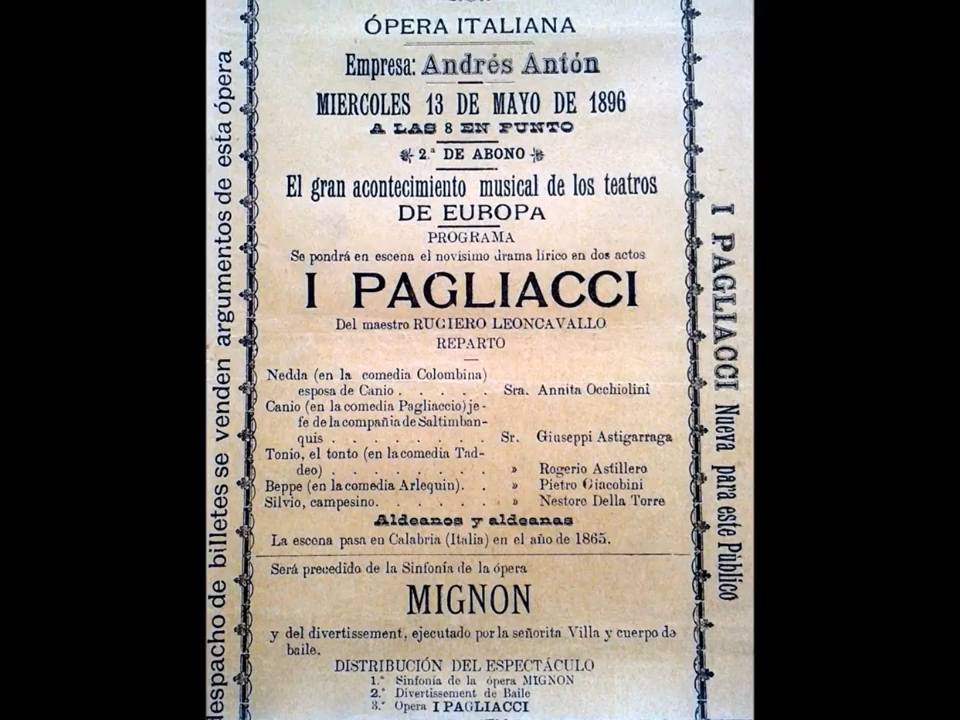 ÓPERA ITALIANA
Empresa: Andrés Antón
MIERCOLES 13 DE MAYO DE 1896
A LAS 8 EN PUNTO
2.ª DE ABONO
El gran acontecimiento musical de los teatros
DE EUROPA
PROGRAMA
Se pondrá en escena el novísimo drama lírico en dos actos
I PAGLIACCI
Del maestro RUGIERO LEONCAVALLO
REPARTO
Nedda (en la comedia Colombina)
esposa de Canio . . . . . Sra. Annita Occhiolini
Canio (en la comedia Pagliaccio) je-
fe de la compañia de Saltimban-
quis . . . . . . . . Sr. Giuseppi Astigarraga
Tonio, el tonto (en la comedia Tad-
deo) . . . . . . . . » Rogerio Astillero
Beppe (en la comedia Arlequin). . » Pietro Giacobini
Silvio, campesino. . . . . . » Nestore Della Torre
Aldeanos y aldeanas
La escena pasa en Calabria (Italia) en el año de 1865.
Será precedido de la Sinfonía de la ópera
MIGNON
y del divertissement, ejecutado por la señorita Villa y cuerpo de
baile.
DISTRIBUCIÓN DEL ESPECTÁCULO
1.ª Sinfonía de la ópera MIGNON
2.ª Divertissement de Baile
3.ª Opera I PAGLIACCI
despacho de billetes se venden argumentos de esta ópera
I PAGLIACCI Nueva para este Público